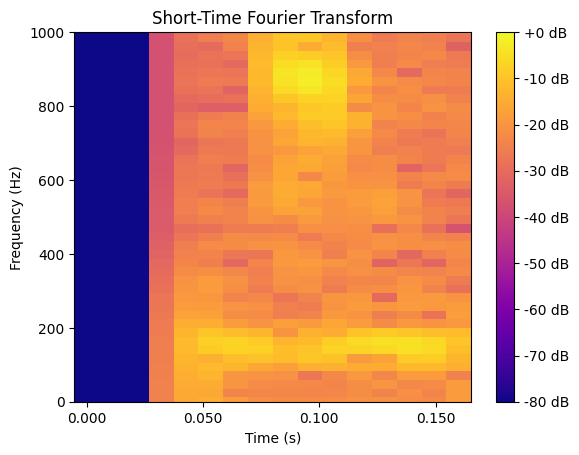 Short-Time Fourier Transform
Frequency (Hz)
1000
800
600
400
200
0
0.000
0.050
0.100
0.150
Time (s)
+0 dB
-10 dB
-20 dB
-30 dB
-40 dB
-50 dB
-60 dB
-70 dB
-80 dB